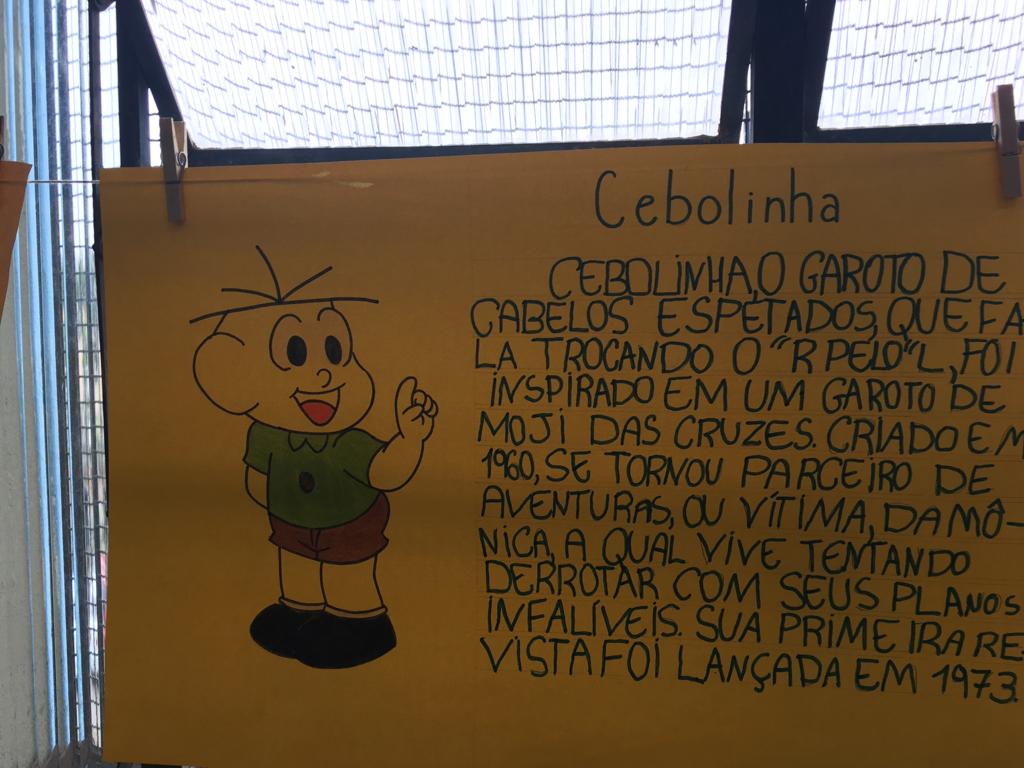 Cebolinha
CEBOLINHA, O GAROTO DE
CABELOS ESPETADOS, QUE FA
LA TROCANDO O "R PELO "L, FOI
INSPIRADO EM UM GAROTO DE
MOJI DAS CRUZES. CRIADO EM
1960, SE TORNOU PARCEIRO DE
AVENTURAS, OU VÍTIMA, DA MÔ-
NICA, A QUAL VIVE TENTANDO
DERROTAR COM SEUS PLANOS
INFALÍVEIS. SUA PRIMEIRA RE-
VISTA FOI LANÇADA EM 1973.